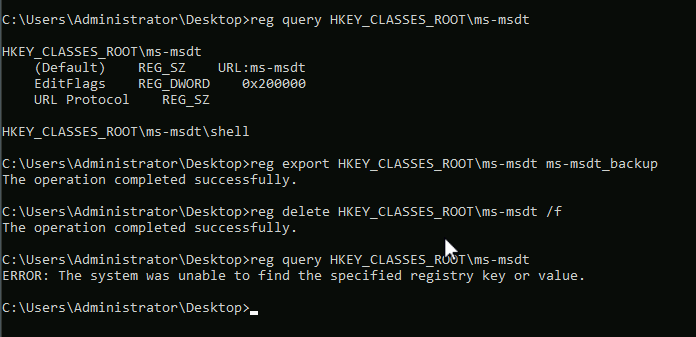 C:\Users\Administrator\Desktop>reg query HKEY_CLASSES_ROOT\ms-msdt
HKEY_CLASSES_ROOT\ms-msdt
    (Default)    REG_SZ    URL:ms-msdt
    EditFlags    REG_DWORD    0x200000
    URL Protocol    REG_SZ
HKEY_CLASSES_ROOT\ms-msdt\shell
C:\Users\Administrator\Desktop>reg export HKEY_CLASSES_ROOT\ms-msdt ms-msdt_backup
The operation completed successfully.
C:\Users\Administrator\Desktop>reg delete HKEY_CLASSES_ROOT\ms-msdt /f
The operation completed successfully.
C:\Users\Administrator\Desktop>reg query HKEY_CLASSES_ROOT\ms-msdt
ERROR: The system was unable to find the specified registry key or value.
C:\Users\Administrator\Desktop>